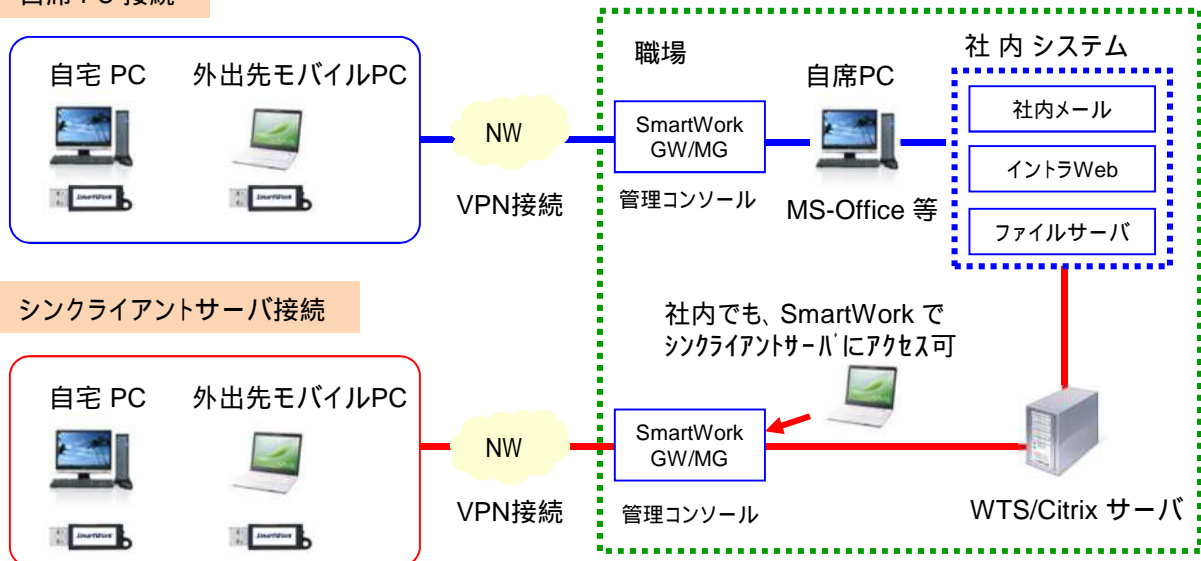 自席 PC 接続
自宅 PC
外出先モバイルPC
SmartWork
SmartWork
NW
VPN接続
職場
SmartWork
GW/MG
管理コンソール
自席PC
MS-Office 等
社 内 システム
社内メール
イントラWeb
ファイルサーバ
シンクライアントサーバ接続
自宅 PC
外出先モバイルPC
SmartWork
SmartWork
NW
VPN接続
社内でも、SmartWork で
シンクライアントサーバにアクセス可
SmartWork
GW/MG
管理コンソール
WTS/Citrix サーバ